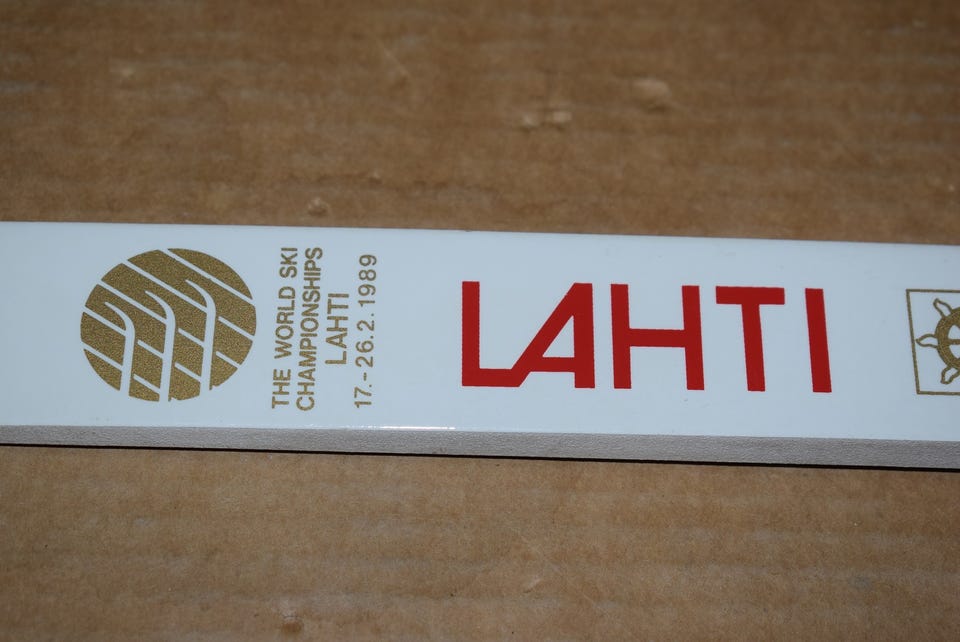 THE WORLD SKI
CHAMPIONSHIPS
LAHTI
17.-26.2.1989
LAHTI